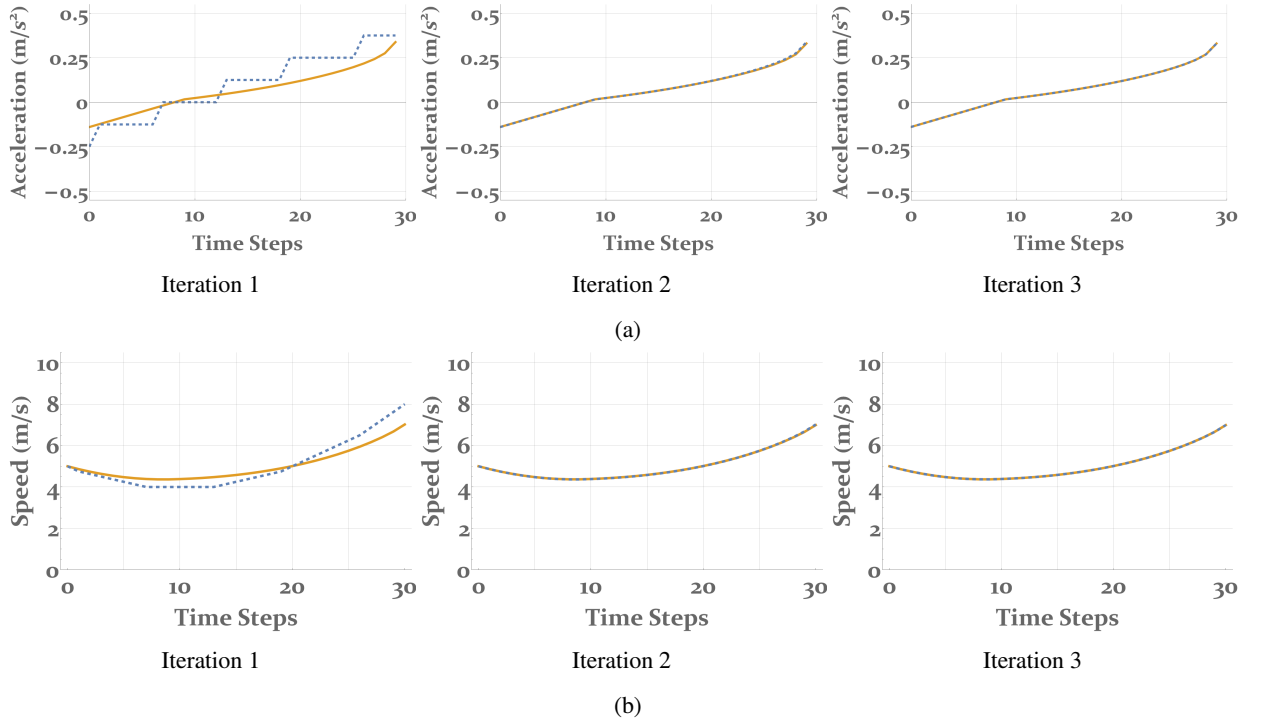 Acceleration (m/s²)
0.5
0.25
0
−0.25
−0.5
0 10 20 30
Time Steps
Iteration 1
Acceleration (m/s²)
0.5
0.25
0
−0.25
−0.5
0 10 20 30
Time Steps
Iteration 2
Acceleration (m/s²)
0.5
0.25
0
−0.25
−0.5
0 10 20 30
Time Steps
Iteration 3
(a)
Speed (m/s)
10
8
6
4
2
0
0 10 20 30
Time Steps
Iteration 1
Speed (m/s)
10
8
6
4
2
0
0 10 20 30
Time Steps
Iteration 2
Speed (m/s)
10
8
6
4
2
0
0 10 20 30
Time Steps
Iteration 3
(b)